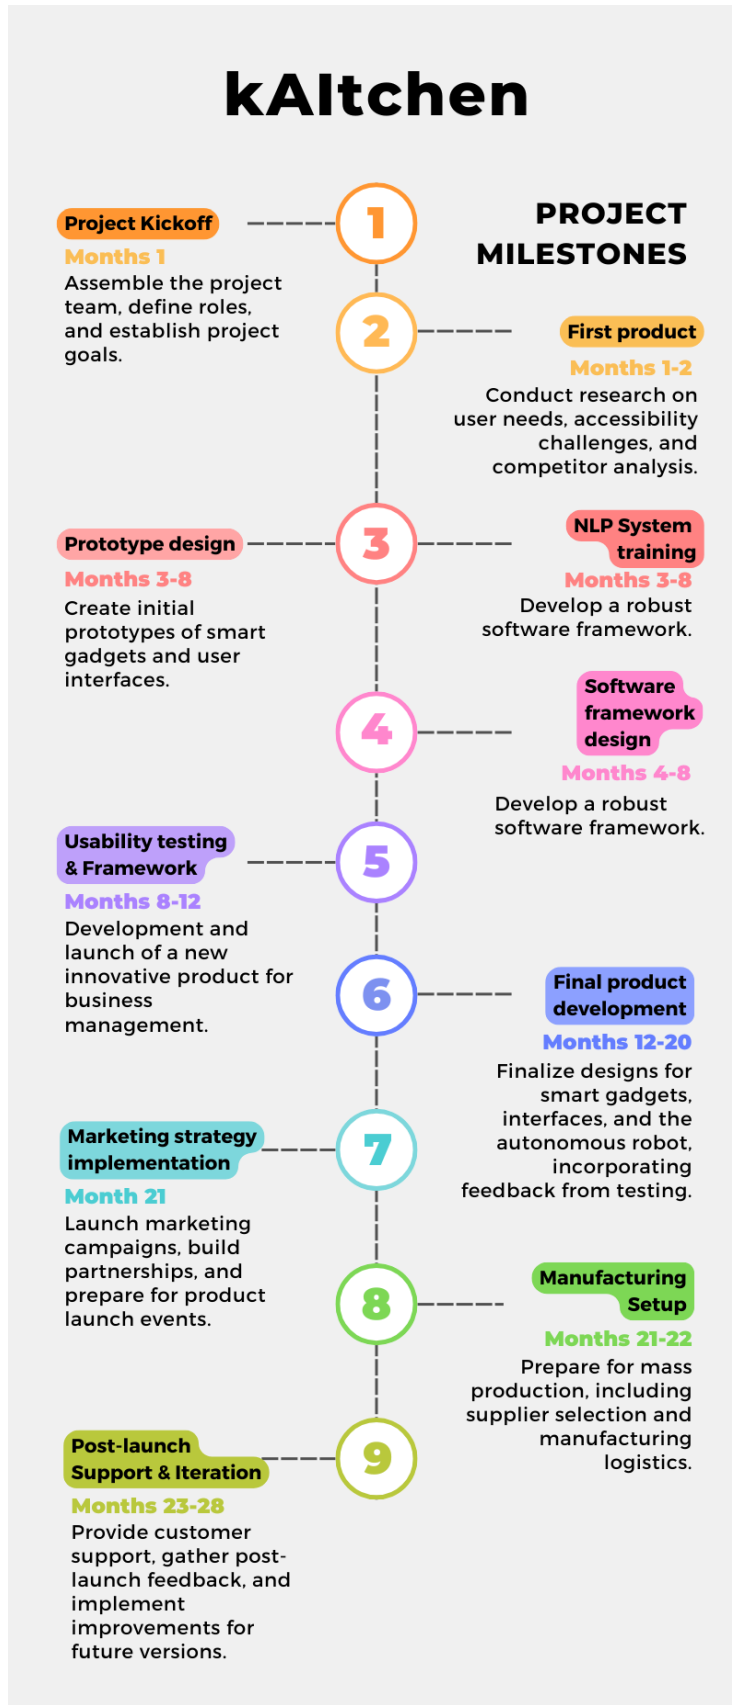 kAItchen
PROJECT
MILESTONES
1
Project Kickoff
Months 1
Assemble the project
team, define roles,
and establish project
goals.
2
First product
Months 1-2
Conduct research on
user needs, accessibility
challenges, and
competitor analysis.
3
Prototype design
Months 3-8
Create initial
prototypes of smart
gadgets and user
interfaces.
NLP System
training
Months 3-8
Develop a robust
software framework.
4
Software
framework
design
Months 4-8
Develop a robust
software framework.
5
Usability testing
& Framework
Months 8-12
Development and
launch of a new
innovative product for
business
management.
6
Final product
development
Months 12-20
Finalize designs for
smart gadgets,
interfaces, and the
autonomous robot,
incorporating
feedback from testing.
7
Marketing strategy
implementation
Month 21
Launch marketing
campaigns, build
partnerships, and
prepare for product
launch events.
8
Manufacturing
Setup
Months 21-22
Prepare for mass
production, including
supplier selection and
manufacturing
logistics.
9
Post-launch
Support & Iteration
Months 23-28
Provide customer
support, gather post-
launch feedback, and
implement
improvements for
future versions.